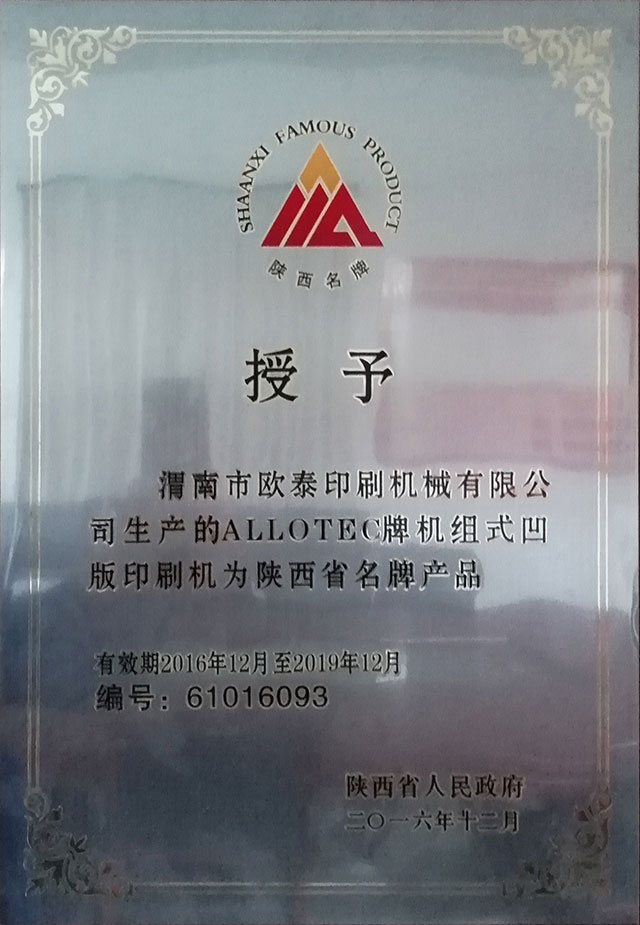 SHAANXI FAMOUS PRODUCT
陕西名牌
授予
渭南市欧泰印刷机械有限公
司生产的ALLOTEC牌机组式凹
版印刷机为陕西省名牌产品
有效期2016年12月至2019年12月
编号：61016093
陕西省人民政府
二〇一六年十二月